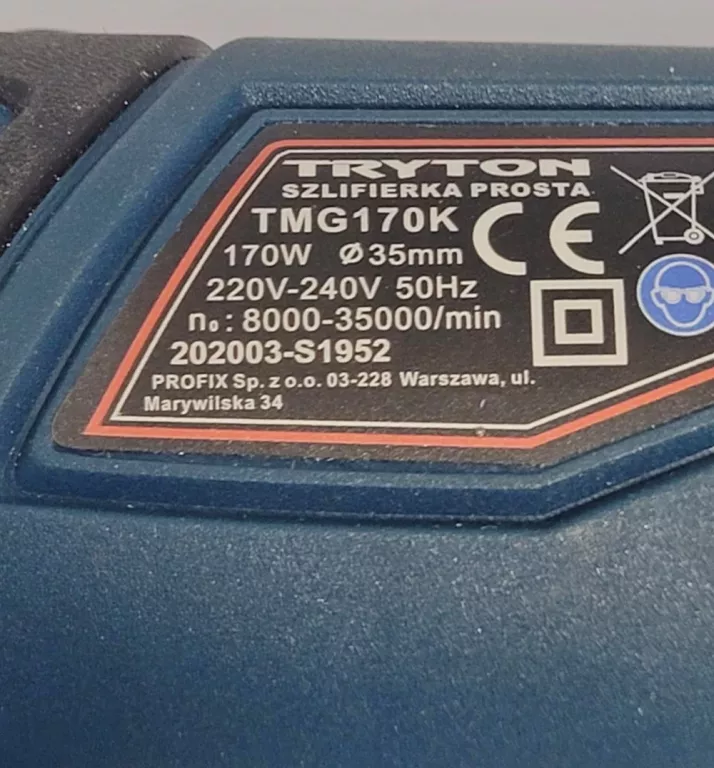 TRYTON
SZLIFIERKA PROSTA
TMG170K
170W Ø35mm
220V-240V 50Hz
n₀: 8000-35000/min
202003-S1952
PROFIX Sp. z o.o. 03-228 Warszawa, ul.
Marywilska 34
CE